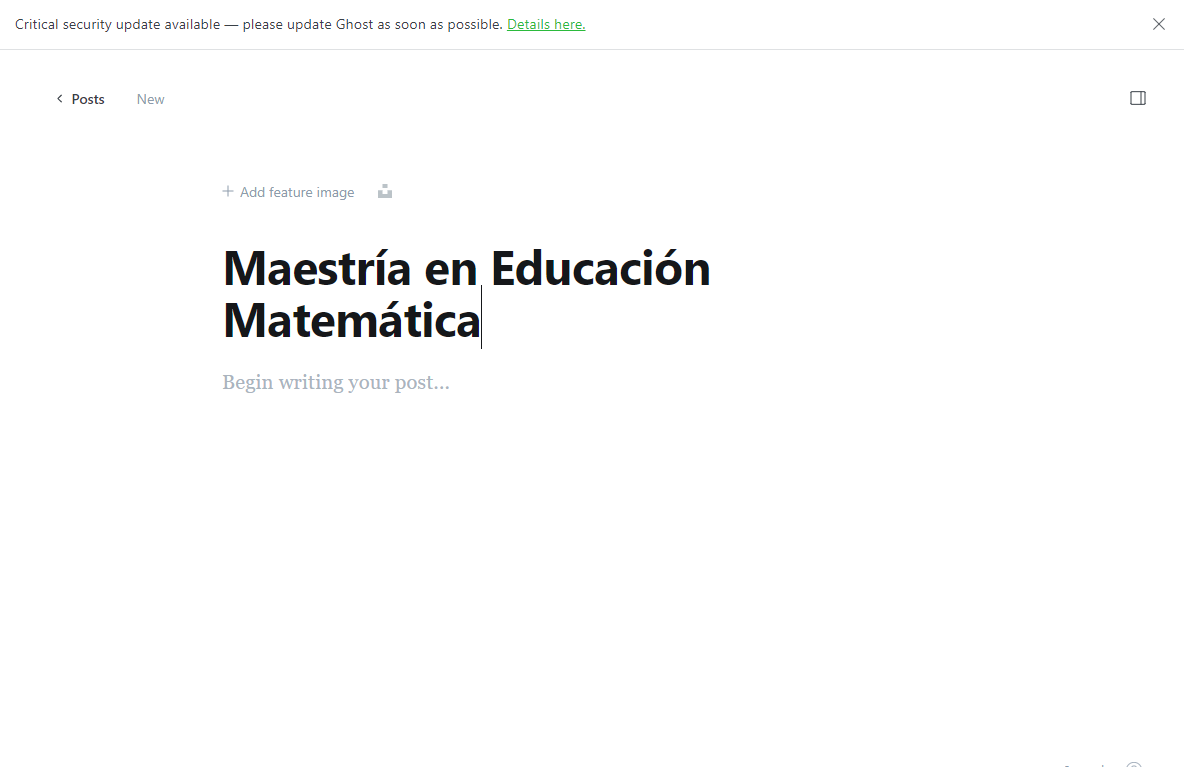 Critical security update available — please update Ghost as soon as possible. Details here.
Posts New
Add feature image
Maestría en Educación
Matemática
Begin writing your post...